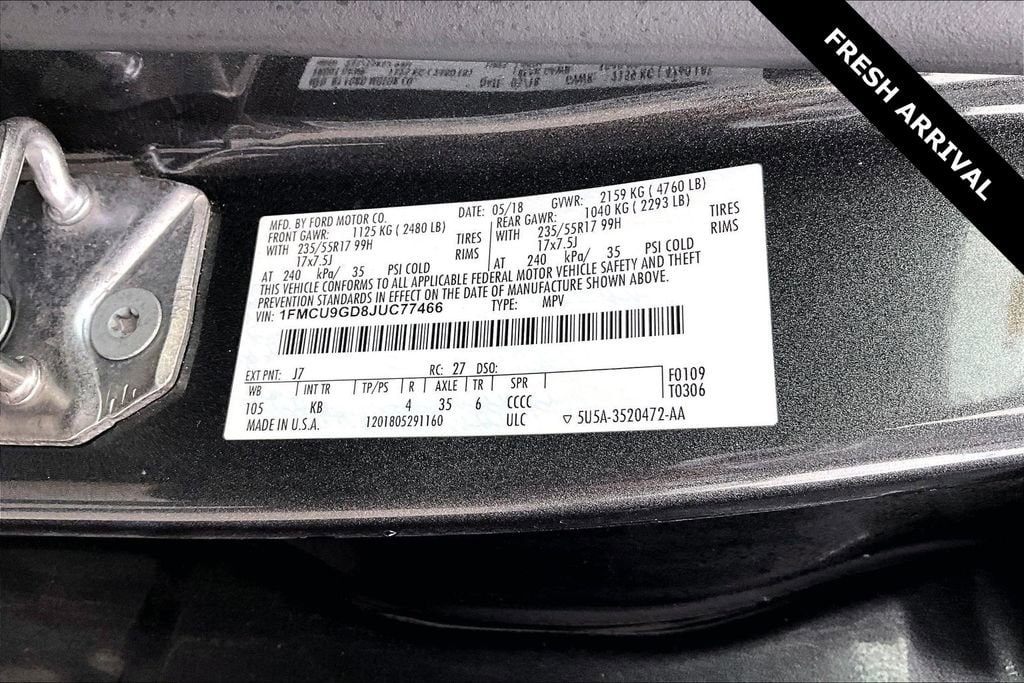 FRESH ARRIVAL
MFD. BY FORD MOTOR CO.
DATE: 05/18 GVWR: 2159 KG ( 4760 LB)
FRONT GAWR: 1125 KG ( 2480 LB) REAR GAWR: 1040 KG ( 2293 LB)
WITH 235/55R17 99H TIRES WITH 235/55R17 99H TIRES
17x7.5J RIMS 17x7.5J RIMS
AT 240 kPa/ 35 PSI COLD AT 240 kPa/ 35 PSI COLD
THIS VEHICLE CONFORMS TO ALL APPLICABLE FEDERAL MOTOR VEHICLE SAFETY AND THEFT
PREVENTION STANDARDS IN EFFECT ON THE DATE OF MANUFACTURE SHOWN ABOVE.
VIN: 1FMCU9GD8JUC77466 TYPE: MPV
EXT PNT: J7 RC: 27 DSO:
WB INT TR TP/PS R AXLE TR SPR F0109
105 KB 4 35 6 CCCC T0306
MADE IN U.S.A. 1201805291160 ULC ▽ 5U5A-3520472-AA